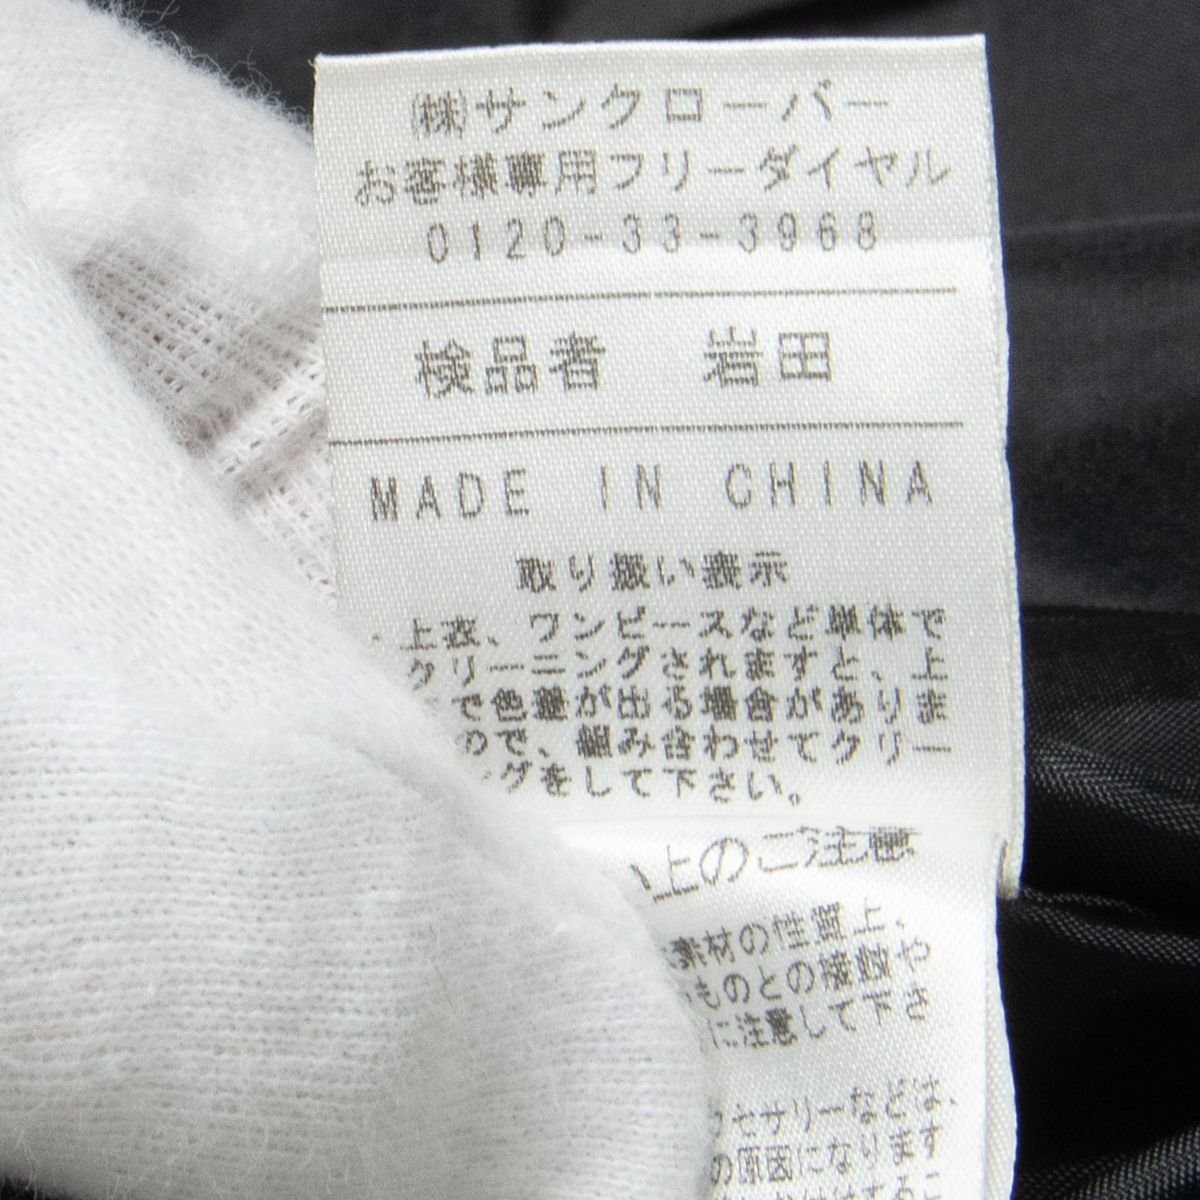 (株)サンクローバー
お客様専用フリーダイヤル
0120-33-3968
検品者 岩田
MADE IN CHINA
取り扱い表示
・上衣、ワンピースなど単体で
クリーニングされますと、上
で色差が出る場合がありま
ので、組み合わせてクリー
ングをして下さい。
い上のご注意
素材の性質上、
のものとの接触や
に注意して下さ
クセサリーなどは、
の原因になります